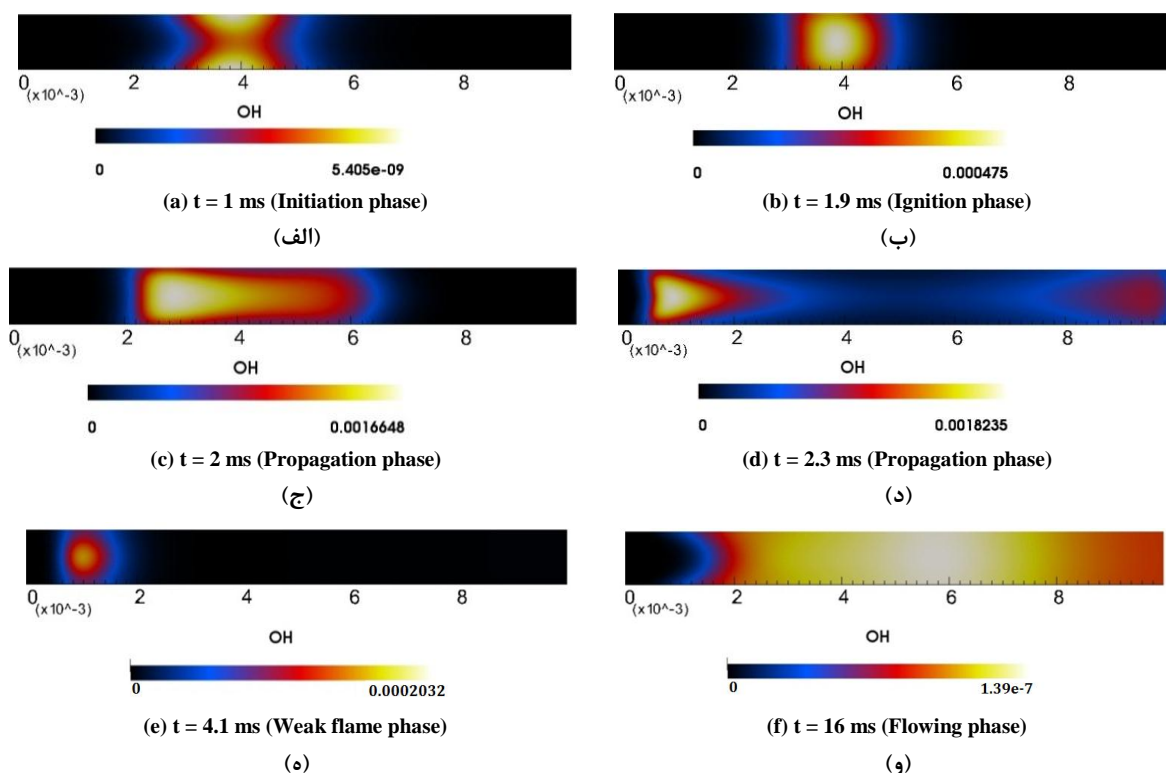 0 2 4 6 8
(x10^-3)
OH
0 5.405e-09
(a) t = 1 ms (Initiation phase)
(الف)
0 2 4 6 8
(x10^-3)
OH
0 0.000475
(b) t = 1.9 ms (Ignition phase)
(ب)
0 2 4 6 8
(x10^-3)
OH
0 0.0016648
(c) t = 2 ms (Propagation phase)
(ج)
0 2 4 6 8
(x10^-3)
OH
0 0.0018235
(d) t = 2.3 ms (Propagation phase)
(د)
0 2 4 6 8
(x10^-3)
OH
0 0.0002032
(e) t = 4.1 ms (Weak flame phase)
(ه)
0 2 4 6 8
(x10^-3)
OH
0 1.39e-7
(f) t = 16 ms (Flowing phase)
(و)